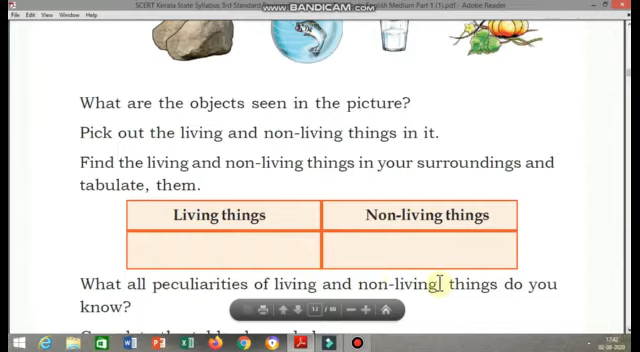 SCERT Kerala State Syllabus, 3rd Standard
WWW.BANDICAM.COM
Medium Part 1 (1).pdf - Adobe Reader
File Edit View Window Help
What are the objects seen in the picture?
Pick out the living and non-living things in it.
Find the living and non-living things in your surroundings and
tabulate, them.
Living things Non-living things
What all peculiarities of living and non-living things do you
know?
17:42
02-08-2020